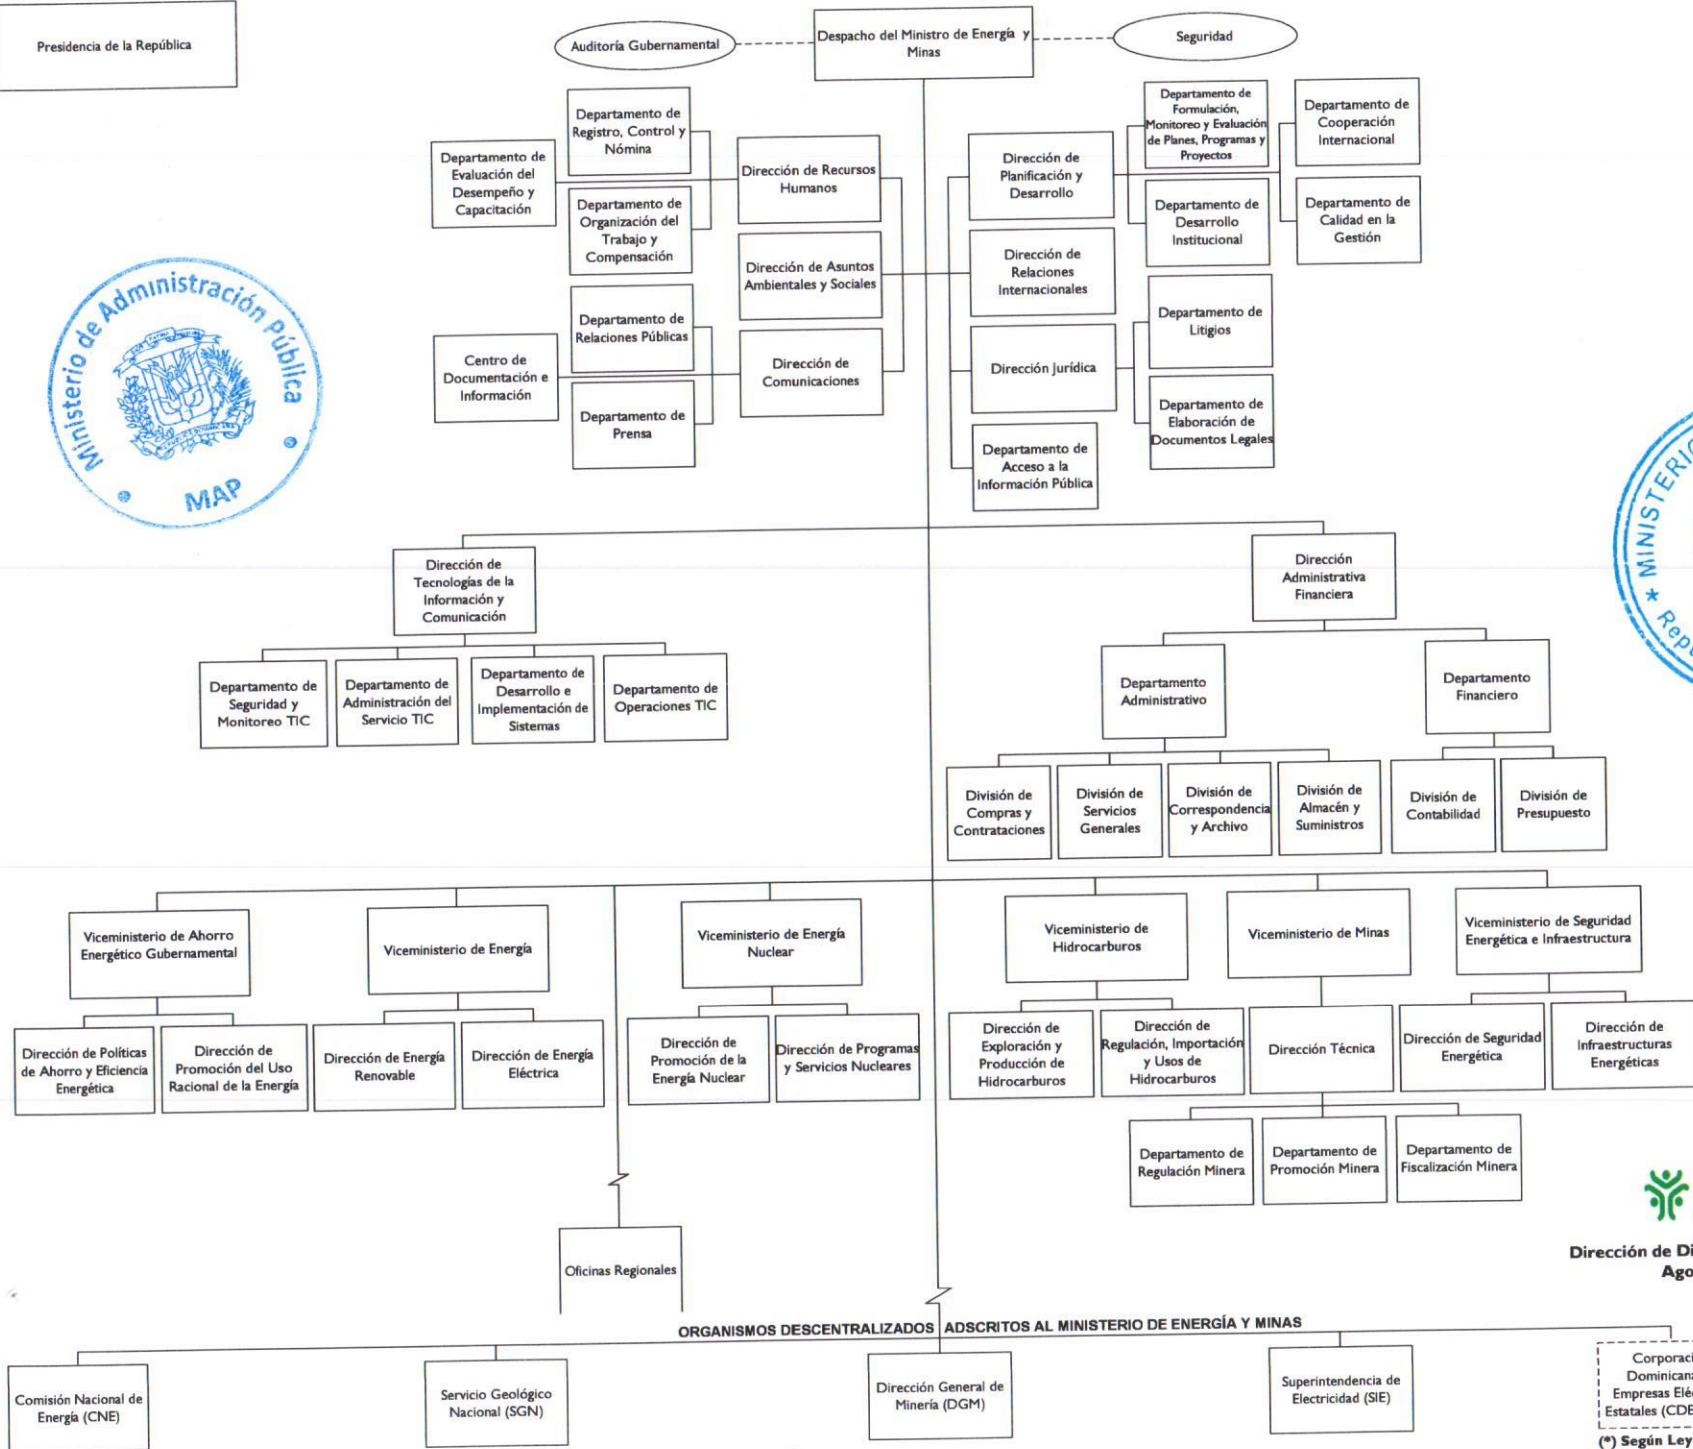 Presidencia de la República
Auditoría Gubernamental
Despacho del Ministro de Energía y
Minas
Seguridad
Departamento de
Registro, Control y
Nómina
Departamento de
Evaluación del
Desempeño y
Capacitación
Departamento de
Organización del
Trabajo y
Compensación
Dirección de Recursos
Humanos
Dirección de
Planificación y
Desarrollo
Departamento de
Formulación,
Monitoreo y Evaluación
de Planes, Programas y
Proyectos
Departamento de
Cooperación
Internacional
Departamento de
Desarrollo
Institucional
Departamento de
Calidad en la
Gestión
Dirección de Asuntos
Ambientales y Sociales
Dirección de
Relaciones
Internacionales
Departamento de
Relaciones Públicas
Centro de
Documentación e
Información
Departamento de
Prensa
Dirección de
Comunicaciones
Dirección Jurídica
Departamento de
Litigios
Departamento de
Elaboración de
Documentos Legales
Departamento de
Acceso a la
Información Pública
Ministerio de Administración Pública
MAP
MINISTERIO
Dirección de
Tecnologías de la
Información y
Comunicación
Dirección
Administrativa
Financiera
Departamento de
Seguridad y
Monitoreo TIC
Departamento de
Administración del
Servicio TIC
Departamento de
Desarrollo e
Implementación de
Sistemas
Departamento de
Operaciones TIC
Departamento
Administrativo
Departamento
Financiero
División de
Compras y
Contrataciones
División de
Servicios
Generales
División de
Correspondencia
y Archivo
División de
Almacén y
Suministros
División de
Contabilidad
División de
Presupuesto
Viceministerio de Ahorro
Energético Gubernamental
Viceministerio de Energía
Viceministerio de Energía
Nuclear
Viceministerio de
Hidrocarburos
Viceministerio de Minas
Viceministerio de Seguridad
Energética e Infraestructura
Dirección de Políticas
de Ahorro y Eficiencia
Energética
Dirección de
Promoción del Uso
Racional de la Energía
Dirección de Energía
Renovable
Dirección de Energía
Eléctrica
Dirección de
Promoción de la
Energía Nuclear
Dirección de Programas
y Servicios Nucleares
Dirección de
Exploración y
Producción de
Hidrocarburos
Dirección de
Regulación, Importación
y Usos de
Hidrocarburos
Dirección Técnica
Dirección de Seguridad
Energética
Dirección de
Infraestructuras
Energéticas
Departamento de
Regulación Minera
Departamento de
Promoción Minera
Departamento de
Fiscalización Minera
Oficinas Regionales
Dirección de Di
Ago
ORGANISMOS DESCENTRALIZADOS ADSCRITOS AL MINISTERIO DE ENERGÍA Y MINAS
Comisión Nacional de
Energía (CNE)
Servicio Geológico
Nacional (SGN)
Dirección General de
Minería (DGM)
Superintendencia de
Electricidad (SIE)
Corporaci
Dominicana
Empresas Eléc
Estatales (CDE
(*) Según Ley